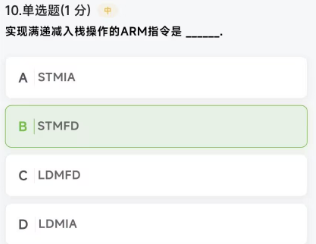 10.单选题(1 分) 中
实现满递减入栈操作的ARM指令是 ______.
A STMIA
B STMFD
C LDMFD
D LDMIA